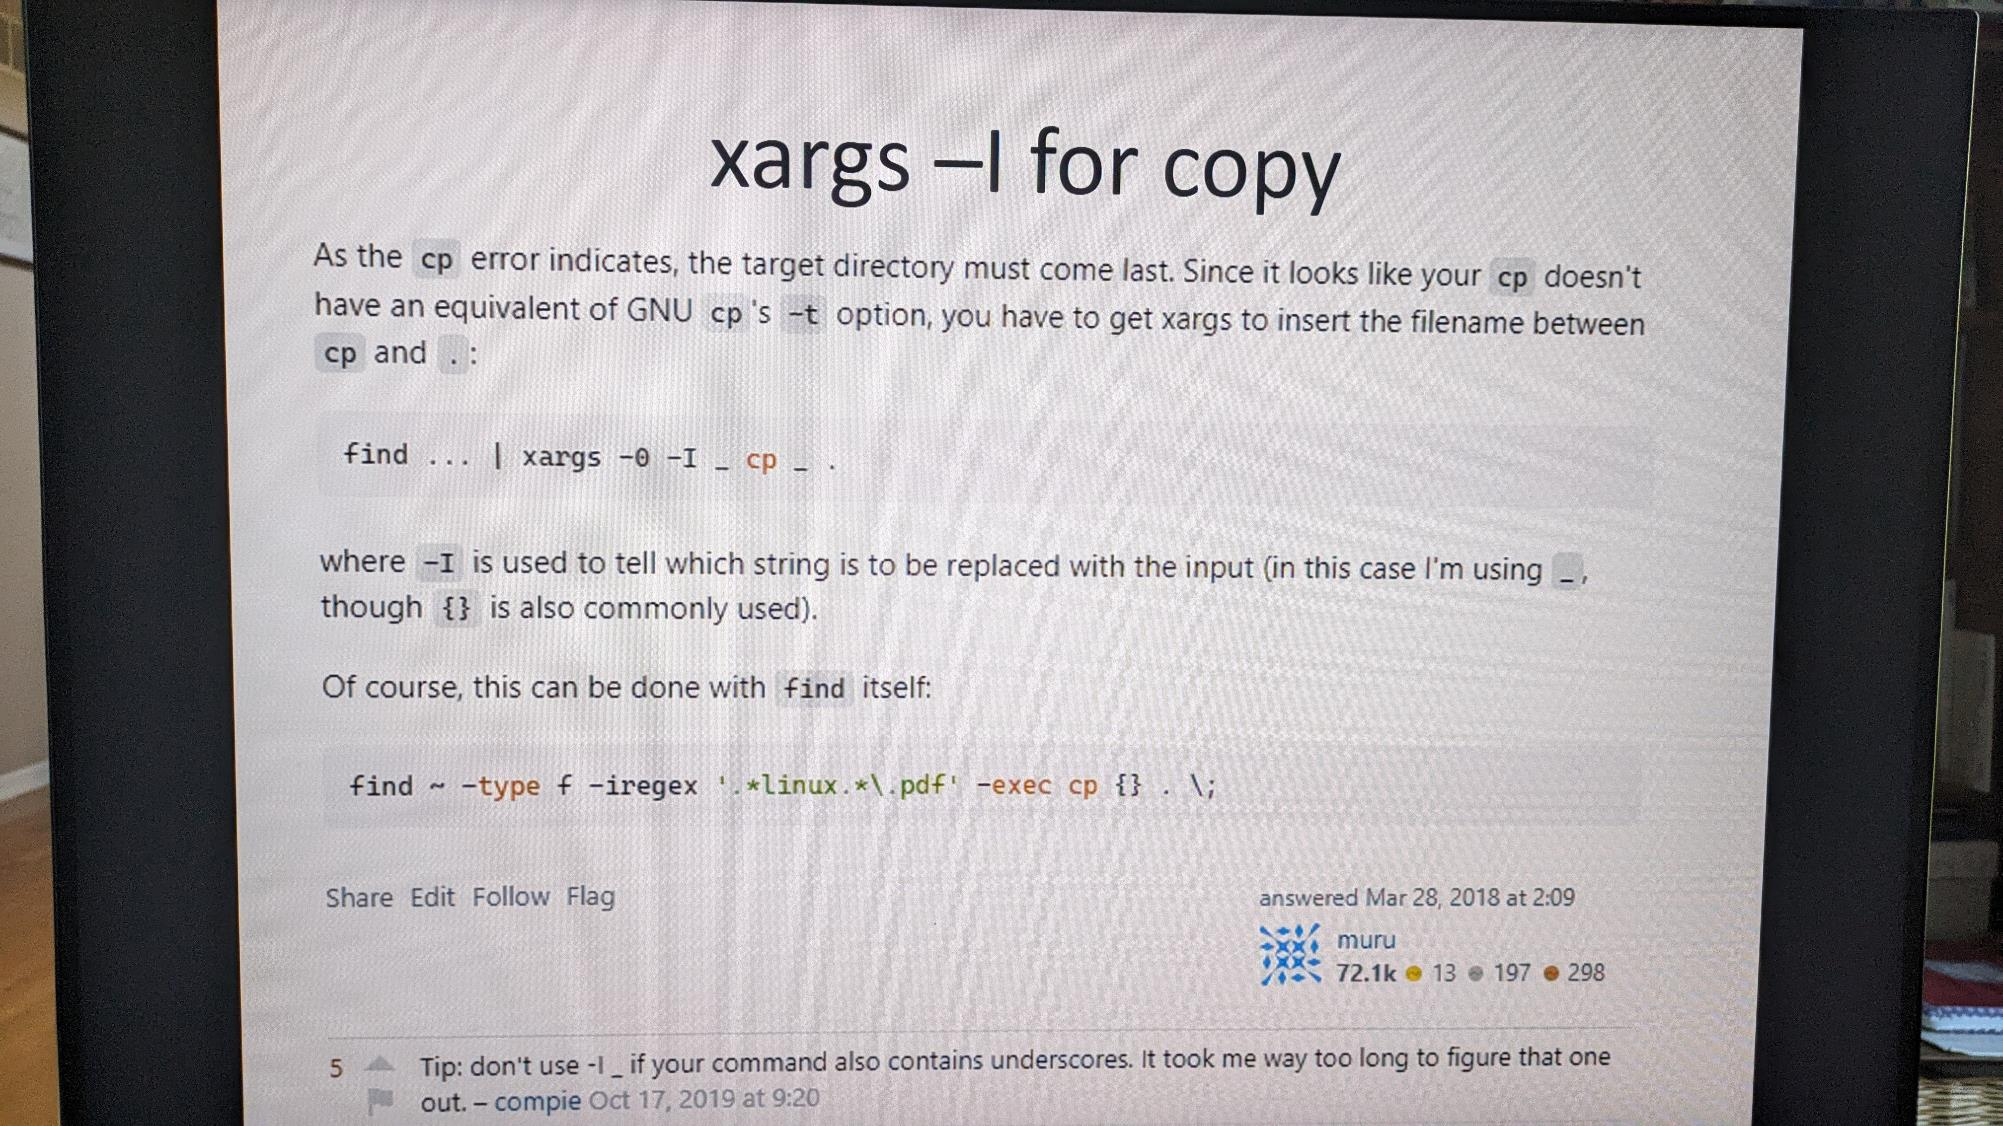 xargs –I for copy
As the cp error indicates, the target directory must come last. Since it looks like your cp doesn't
have an equivalent of GNU cp 's -t option, you have to get xargs to insert the filename between
cp and . :
find ... | xargs -0 -I _ cp _ .
where -I is used to tell which string is to be replaced with the input (in this case I'm using _ ,
though {} is also commonly used).
Of course, this can be done with find itself:
find ~ -type f -iregex '.*linux.*\.pdf' -exec cp {} . \;
Share Edit Follow Flag
answered Mar 28, 2018 at 2:09
muru
72.1k 13 197 298
5 Tip: don't use -I _ if your command also contains underscores. It took me way too long to figure that one
out. – compie Oct 17, 2019 at 9:20